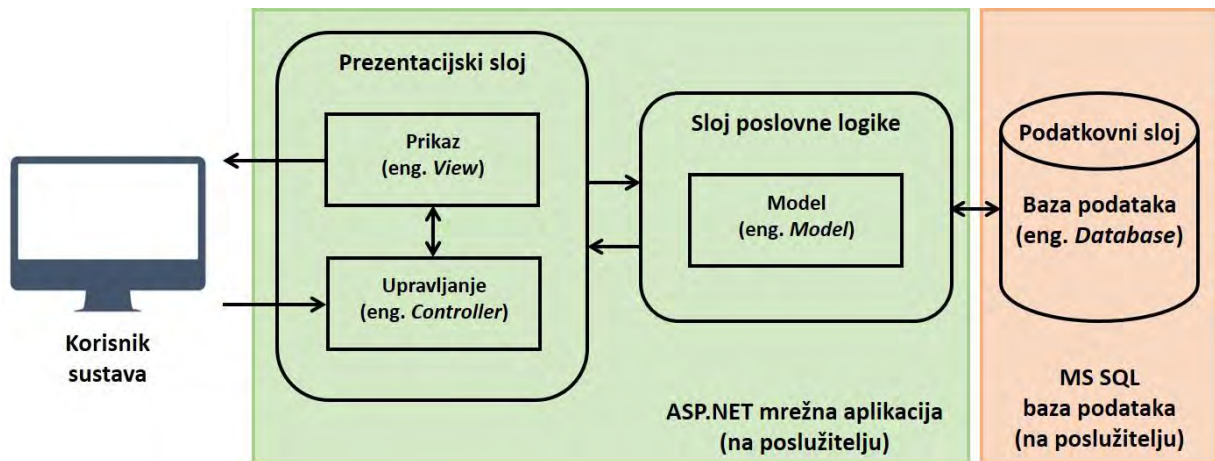 Prezentacijski sloj
Prikaz
(eng. View)
Upravljanje
(eng. Controller)
Korisnik
sustava
Sloj poslovne logike
Model
(eng. Model)
ASP.NET mrežna aplikacija
(na poslužitelju)
Podatkovni sloj
Baza podataka
(eng. Database)
MS SQL
baza podataka
(na poslužitelju)